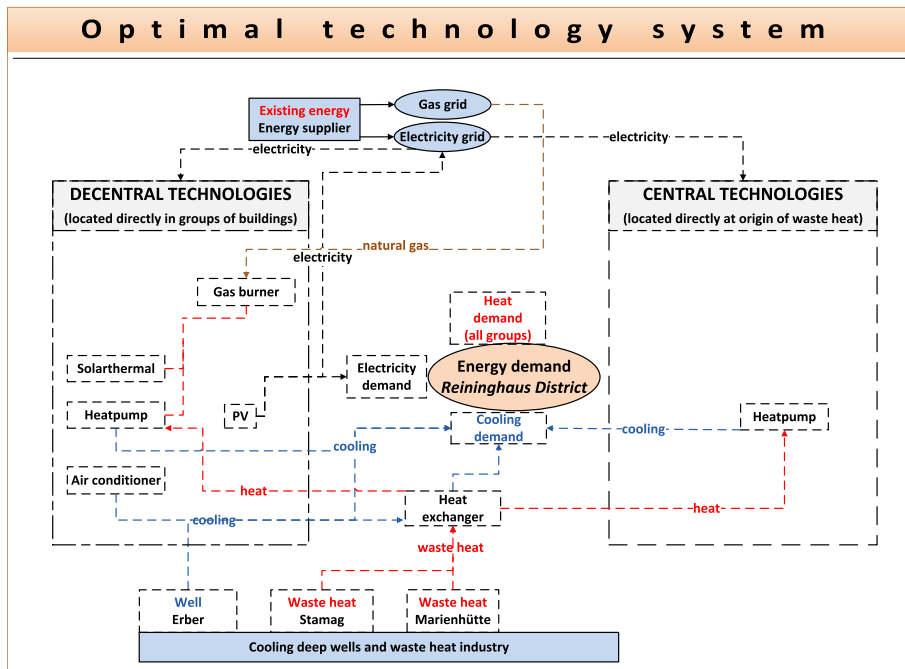 Optimal technology system
Existing energy
Energy supplier
Gas grid
Electricity grid
electricity
electricity
DECENTRAL TECHNOLOGIES
(located directly in groups of buildings)
CENTRAL TECHNOLOGIES
(located directly at origin of waste heat)
natural gas
electricity
Gas burner
Heat
demand
(all groups)
Solarthermal
Electricity
demand
Energy demand
Reininghaus District
Heatpump
PV
Cooling
demand
cooling
Heatpump
cooling
Air conditioner
heat
Heat
exchanger
heat
cooling
waste heat
Well
Erber
Waste heat
Stamag
Waste heat
Marienhütte
Cooling deep wells and waste heat industry